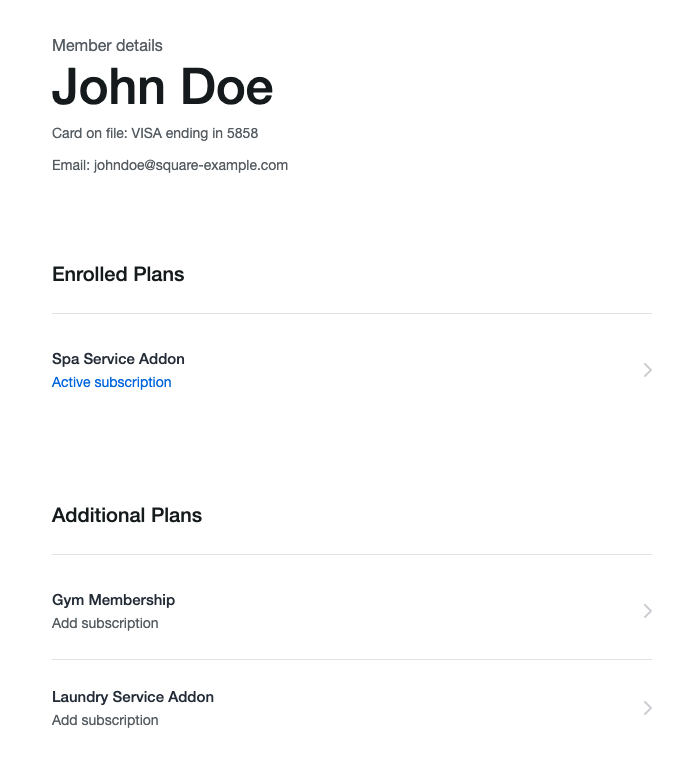 Member details
John Doe
Card on file: VISA ending in 5858
Email: johndoe@square-example.com
Enrolled Plans
Spa Service Addon
Active subscription
Additional Plans
Gym Membership
Add subscription
Laundry Service Addon
Add subscription